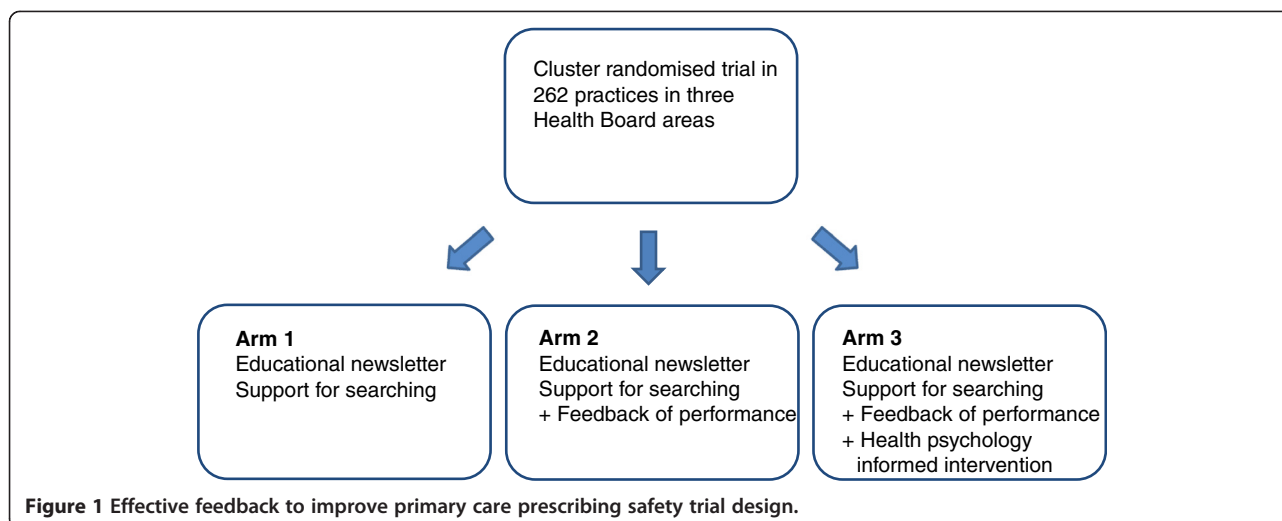 Cluster randomised trial in
262 practices in three
Health Board areas
Arm 1
Educational newsletter
Support for searching
Arm 2
Educational newsletter
Support for searching
+ Feedback of performance
Arm 3
Educational newsletter
Support for searching
+ Feedback of performance
+ Health psychology
informed intervention
Figure 1 Effective feedback to improve primary care prescribing safety trial design.